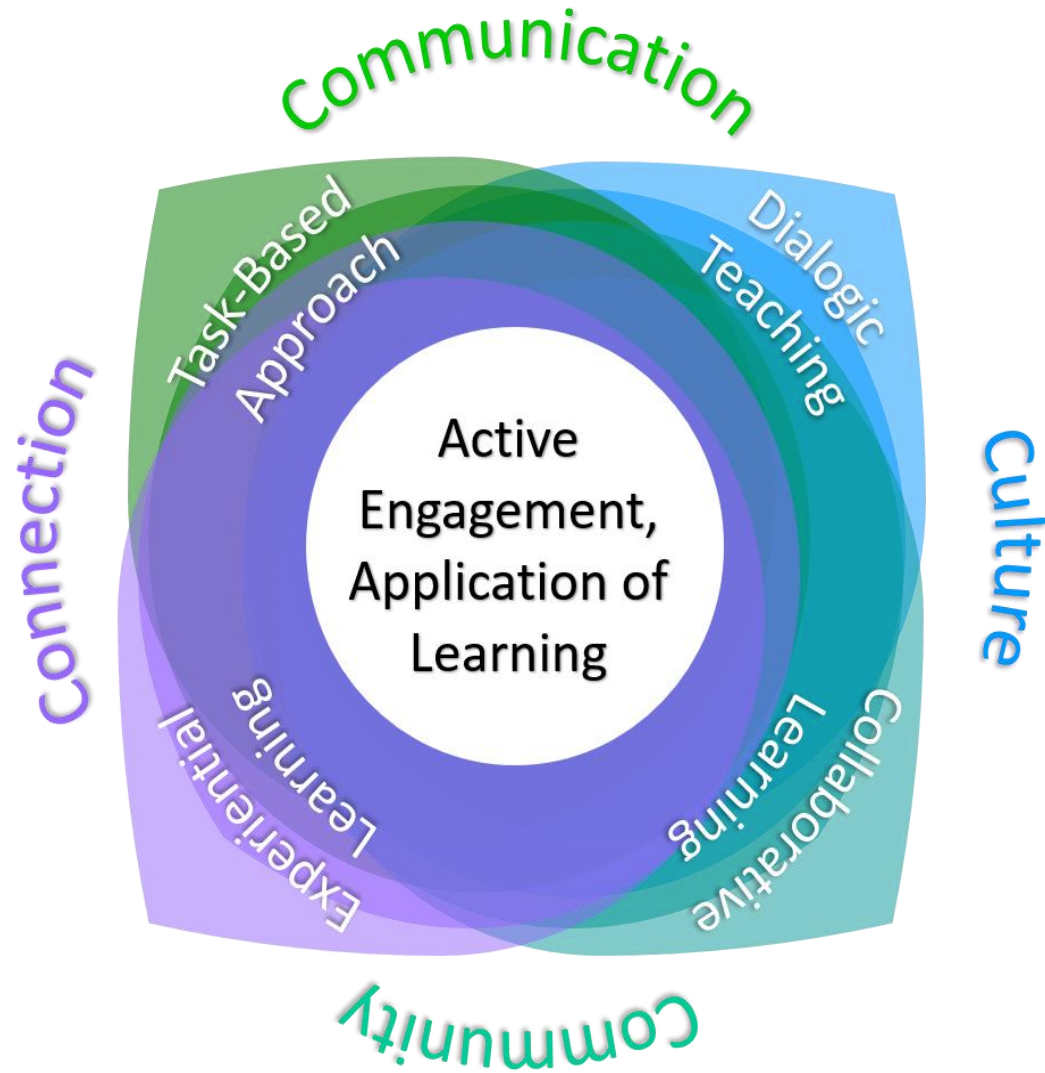 Communication
Task-Based
Approach
Dialogic
Teaching
Connection
Active
Engagement,
Application of
Learning
Culture
Experiential
Learning
Collaborative
Learning
Community